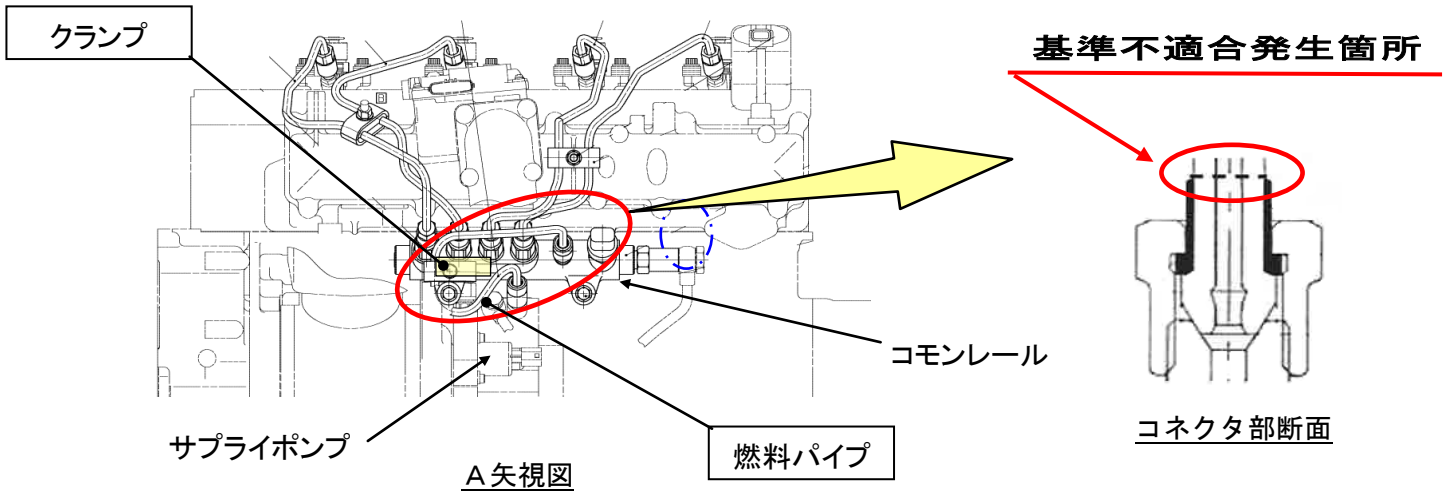 クランプ
基準不適合発生箇所
コモンレール
サプライポンプ
燃料パイプ
A矢視図
コネクタ部断面